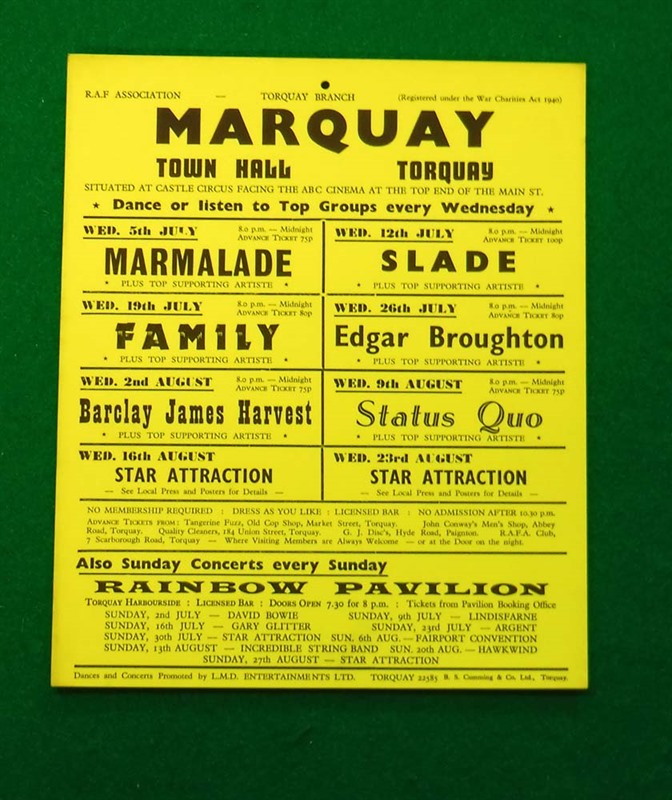 R.A.F ASSOCIATION — TORQUAY BRANCH (Registered under the War Charities Act 1940)
MARQUAY
TOWN HALL TORQUAY
SITUATED AT CASTLE CIRCUS FACING THE ABC CINEMA AT THE TOP END OF THE MAIN ST.
★ Dance or listen to Top Groups every Wednesday ★
WED. 5th JULY 8.0 p.m. — Midnight
ADVANCE TICKET 75p
MARMALADE
• PLUS TOP SUPPORTING ARTISTE •
WED. 12th JULY 8.0 p.m. — Midnight
ADVANCE TICKET 100p
SLADE
• PLUS TOP SUPPORTING ARTISTE •
WED. 19th JULY 8.0 p.m. — Midnight
ADVANCE TICKET 80p
FAMILY
• PLUS TOP SUPPORTING ARTISTE •
WED. 26th JULY 8.0 p.m. — Midnight
ADVANCE TICKET 80p
Edgar Broughton
• PLUS TOP SUPPORTING ARTISTE •
WED. 2nd AUGUST 8.0 p.m. — Midnight
ADVANCE TICKET 75p
Barclay James Harvest
• PLUS TOP SUPPORTING ARTISTE •
WED. 9th AUGUST 8.0 p.m. — Midnight
ADVANCE TICKET 75p
Status Quo
• PLUS TOP SUPPORTING ARTISTE •
WED. 16th AUGUST
STAR ATTRACTION
— See Local Press and Posters for Details —
WED. 23rd AUGUST
STAR ATTRACTION
— See Local Press and Posters for Details —
NO MEMBERSHIP REQUIRED : DRESS AS YOU LIKE : LICENSED BAR : NO ADMISSION AFTER 10.30 p.m.
ADVANCE TICKETS FROM: Tangerine Fuzz, Old Cop Shop, Market Street, Torquay. John Conway's Men's Shop, Abbey
Road, Torquay. Quality Cleaners, 184 Union Street, Torquay. G. J. Disc's, Hyde Road, Paignton. R.A.F.A. Club,
7 Scarborough Road, Torquay — Where Visiting Members are Always Welcome — or at the Door on the night.
Also Sunday Concerts every Sunday
RAINBOW PAVILION
TORQUAY HARBOURSIDE : LICENSED BAR : DOORS OPEN 7.30 for 8 p.m. : Tickets from Pavilion Booking Office
SUNDAY, 2nd JULY — DAVID BOWIE SUNDAY, 9th JULY — LINDISFARNE
SUNDAY, 16th JULY — GARY GLITTER SUNDAY, 23rd JULY — ARGENT
SUNDAY, 30th JULY — STAR ATTRACTION SUN. 6th AUG. — FAIRPORT CONVENTION
SUNDAY, 13th AUGUST — INCREDIBLE STRING BAND SUN. 20th AUG. — HAWKWIND
SUNDAY, 27th AUGUST — STAR ATTRACTION
Dances and Concerts Promoted by L.M.D. ENTERTAINMENTS LTD. TORQUAY 22585 B. S. Cumming & Co. Ltd., Torquay.